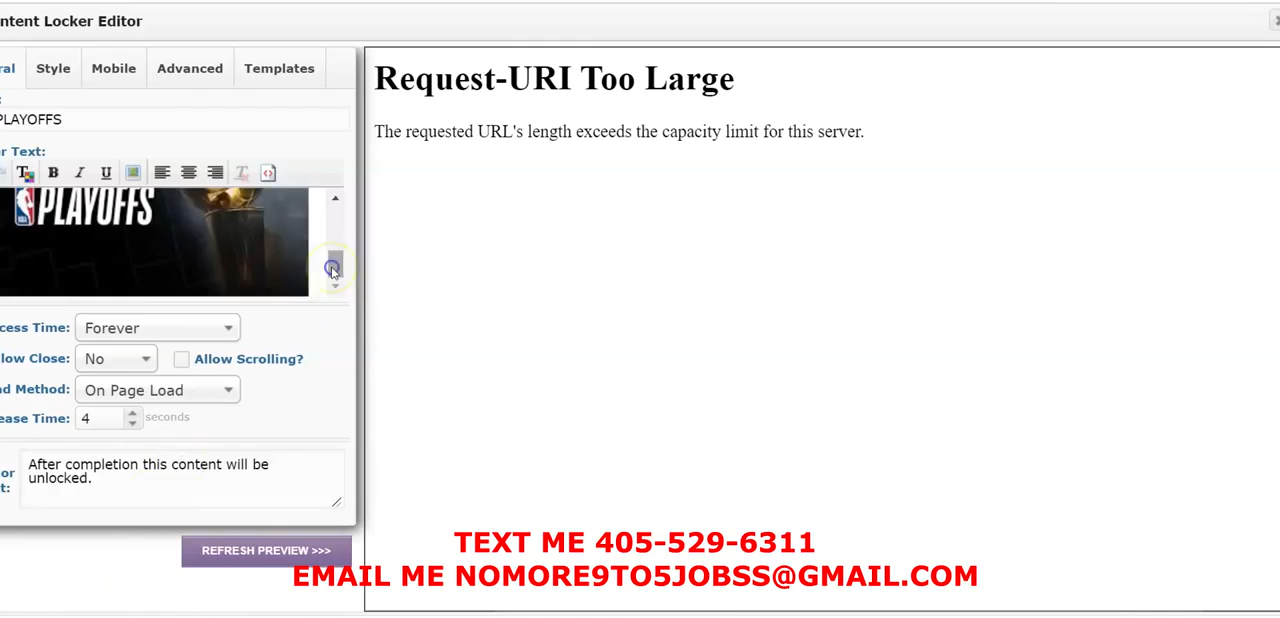 ntent Locker Editor
ral Style Mobile Advanced Templates
:
PLAYOFFS
r Text:
T B I U T
NBA PLAYOFFS
cess Time: Forever
low Close: No Allow Scrolling?
d Method: On Page Load
ease Time: 4 seconds
or
t:
After completion this content will be
unlocked.
REFRESH PREVIEW >>>
Request-URI Too Large
The requested URL's length exceeds the capacity limit for this server.
TEXT ME 405-529-6311
EMAIL ME NOMORE9TO5JOBSS@GMAIL.COM